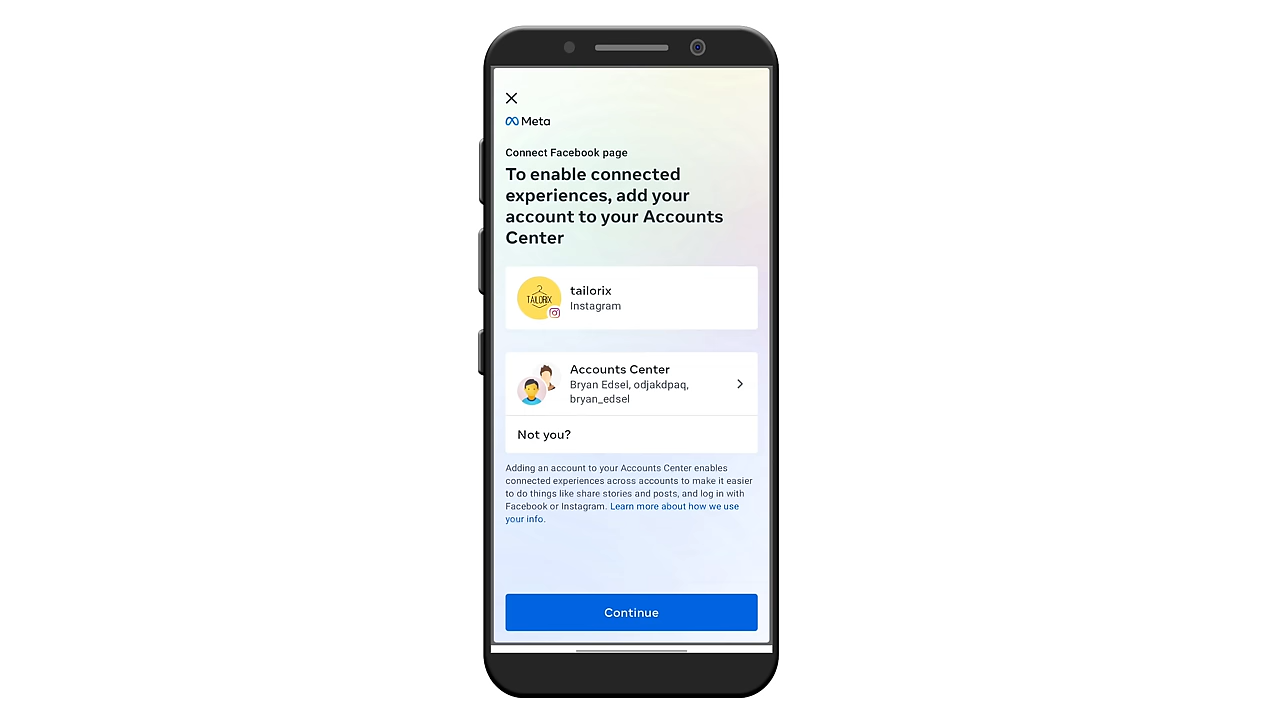 Meta
Connect Facebook page
To enable connected
experiences, add your
account to your Accounts
Center
TAILORIX
tailorix
Instagram
Accounts Center
Bryan Edsel, odjakdpaq,
bryan_edsel
Not you?
Adding an account to your Accounts Center enables
connected experiences across accounts to make it easier
to do things like share stories and posts, and log in with
Facebook or Instagram. Learn more about how we use
your info.
Continue